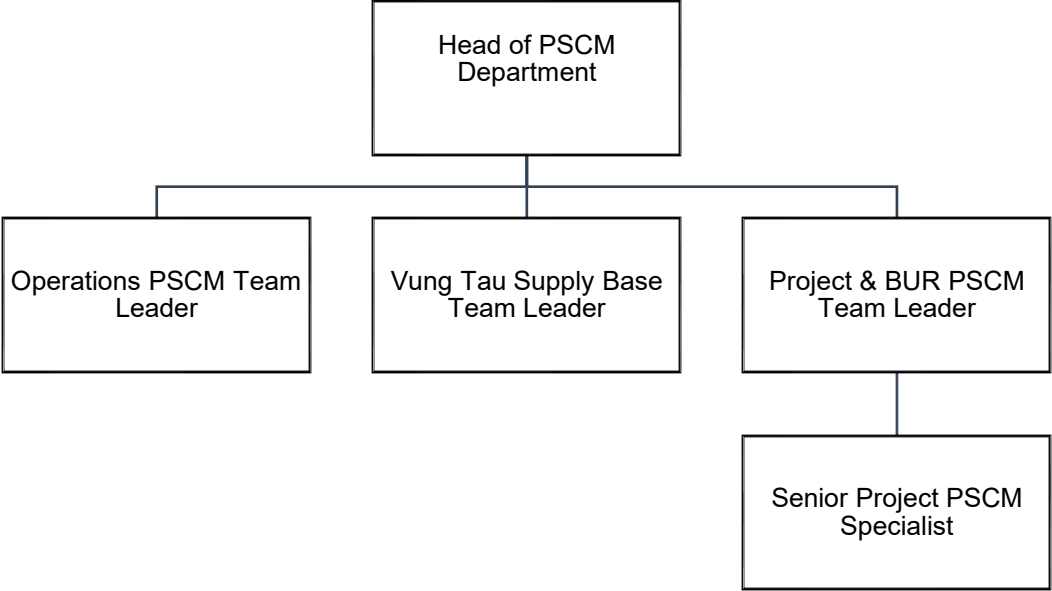 Head of PSCM
Department
Operations PSCM Team
Leader
Vung Tau Supply Base
Team Leader
Project & BUR PSCM
Team Leader
Senior Project PSCM
Specialist